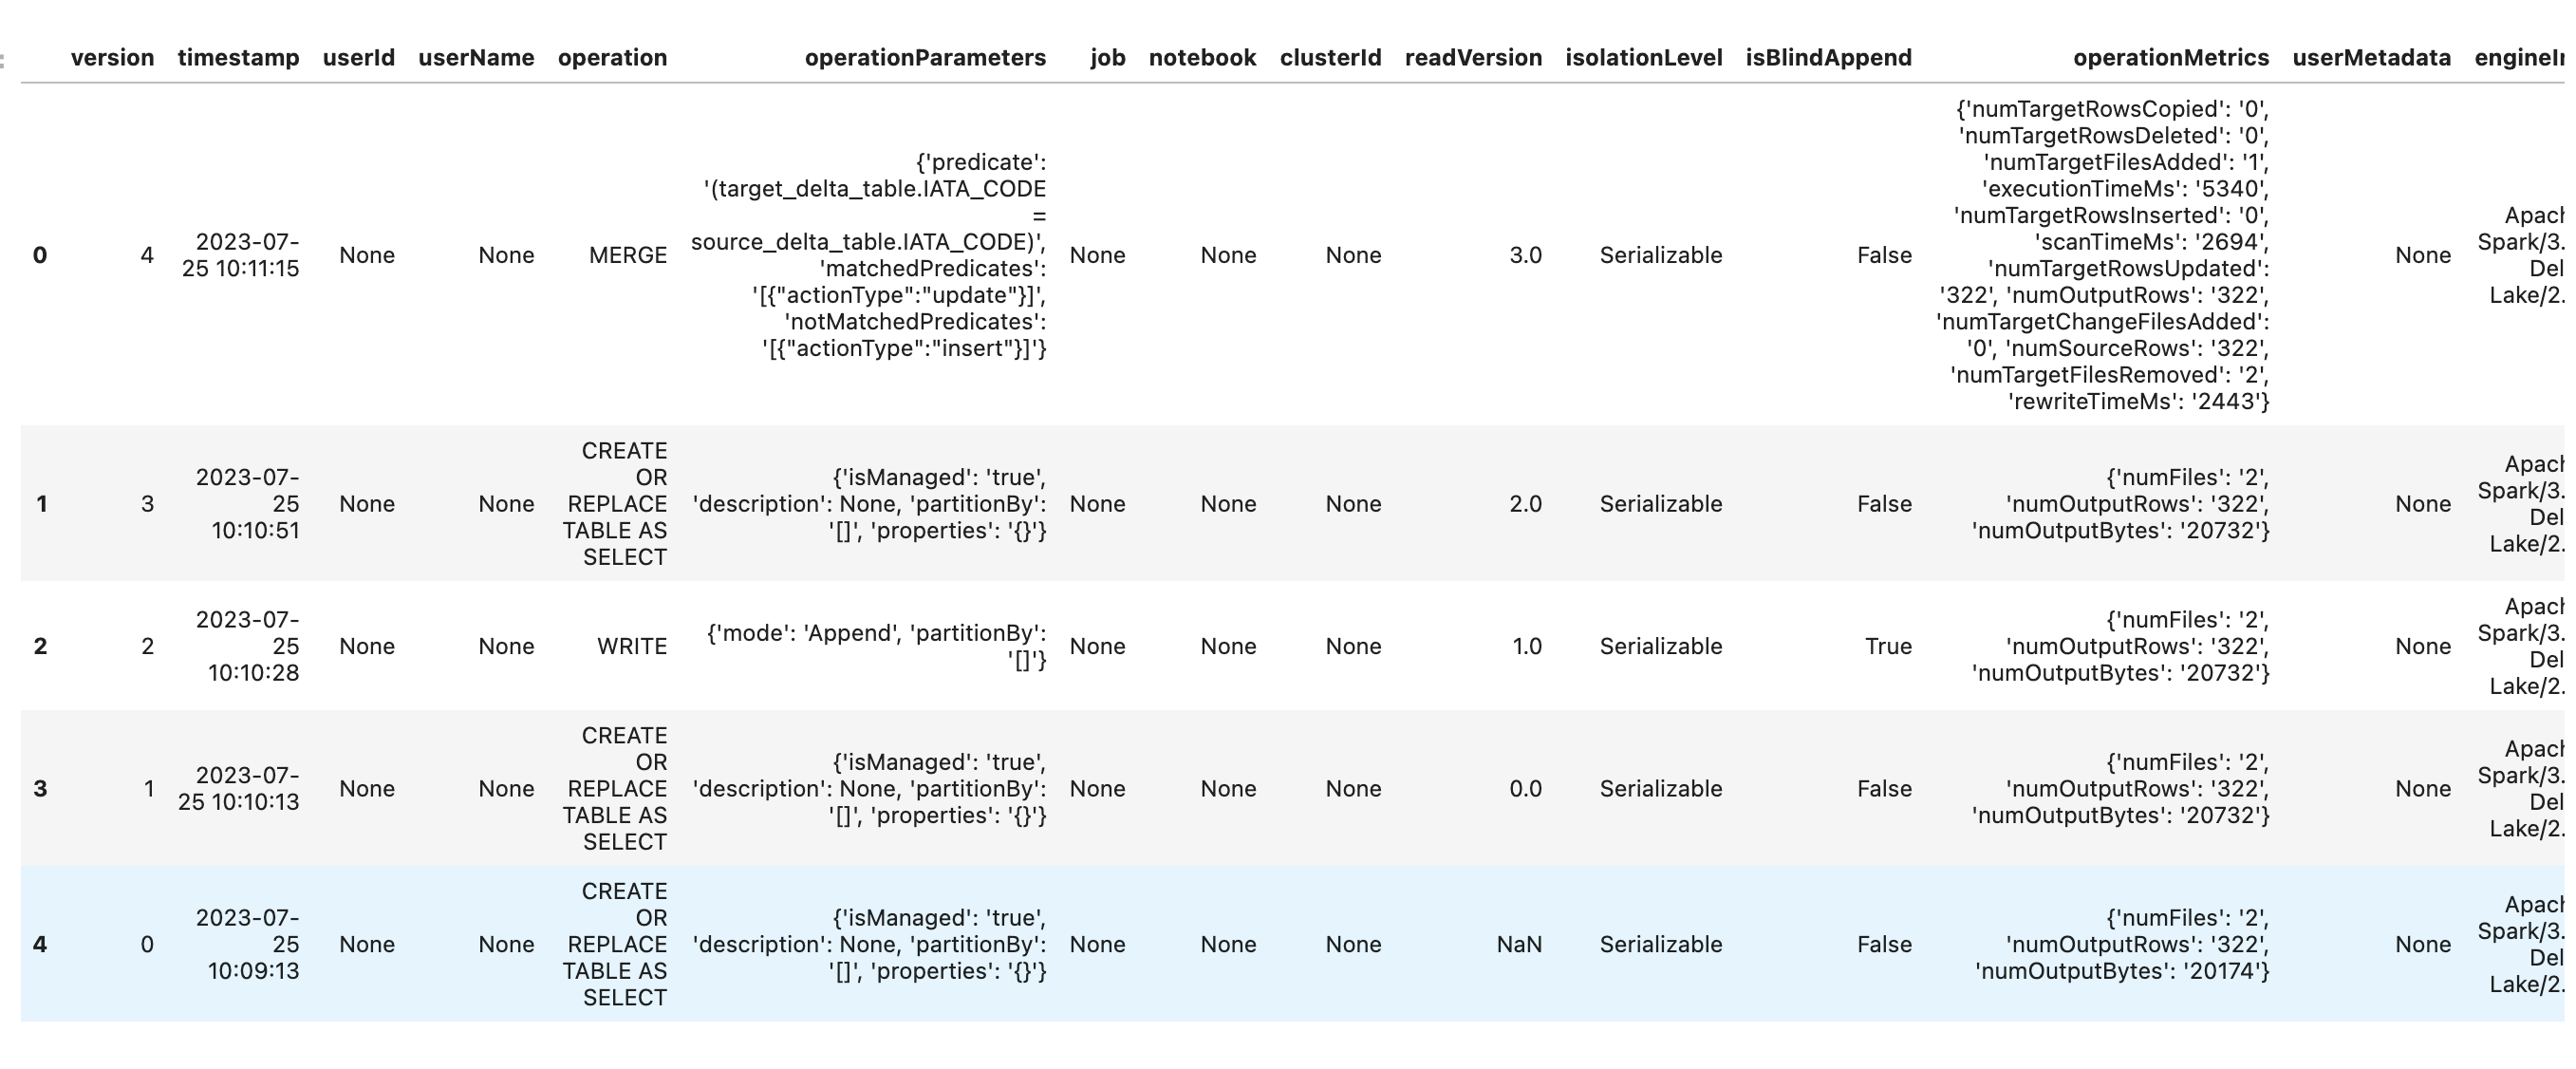 version timestamp userId userName operation operationParameters job notebook clusterId readVersion isolationLevel isBlindAppend operationMetrics userMetadata
0 4 2023-07-
25 10:11:15 None None MERGE {'predicate':
'(target_delta_table.IATA_CODE
=
source_delta_table.IATA_CODE)',
'matchedPredicates':
'[{"actionType":"update"}]',
'notMatchedPredicates':
'[{"actionType":"insert"}]'} None None None 3.0 Serializable False {'numTargetRowsCopied': '0',
'numTargetRowsDeleted': '0',
'numTargetFilesAdded': '1',
'executionTimeMs': '5340',
'numTargetRowsInserted': '0',
'scanTimeMs': '2694',
'numTargetRowsUpdated':
'322', 'numOutputRows': '322',
'numTargetChangeFilesAdded':
'0', 'numSourceRows': '322',
'numTargetFilesRemoved': '2',
'rewriteTimeMs': '2443'} None Apach
Spark/3.
Del
Lake/2.
1 3 2023-07-
25
10:10:51 None None CREATE
OR
REPLACE
TABLE AS
SELECT {'isManaged': 'true',
'description': None, 'partitionBy':
'[]', 'properties': '{}'} None None None 2.0 Serializable False {'numFiles': '2',
'numOutputRows': '322',
'numOutputBytes': '20732'} None Apach
Spark/3.
Del
Lake/2.
2 2 2023-07-
25
10:10:28 None None WRITE {'mode': 'Append', 'partitionBy':
'[]'} None None None 1.0 Serializable True {'numFiles': '2',
'numOutputRows': '322',
'numOutputBytes': '20732'} None Apach
Spark/3.
Del
Lake/2.
3 1 2023-07-
25 10:10:13 None None CREATE
OR
REPLACE
TABLE AS
SELECT {'isManaged': 'true',
'description': None, 'partitionBy':
'[]', 'properties': '{}'} None None None 0.0 Serializable False {'numFiles': '2',
'numOutputRows': '322',
'numOutputBytes': '20732'} None Apach
Spark/3.
Del
Lake/2.
4 0 2023-07-
25
10:09:13 None None CREATE
OR
REPLACE
TABLE AS
SELECT {'isManaged': 'true',
'description': None, 'partitionBy':
'[]', 'properties': '{}'} None None None NaN Serializable False {'numFiles': '2',
'numOutputRows': '322',
'numOutputBytes': '20174'} None Apach
Spark/3.
Del
Lake/2.